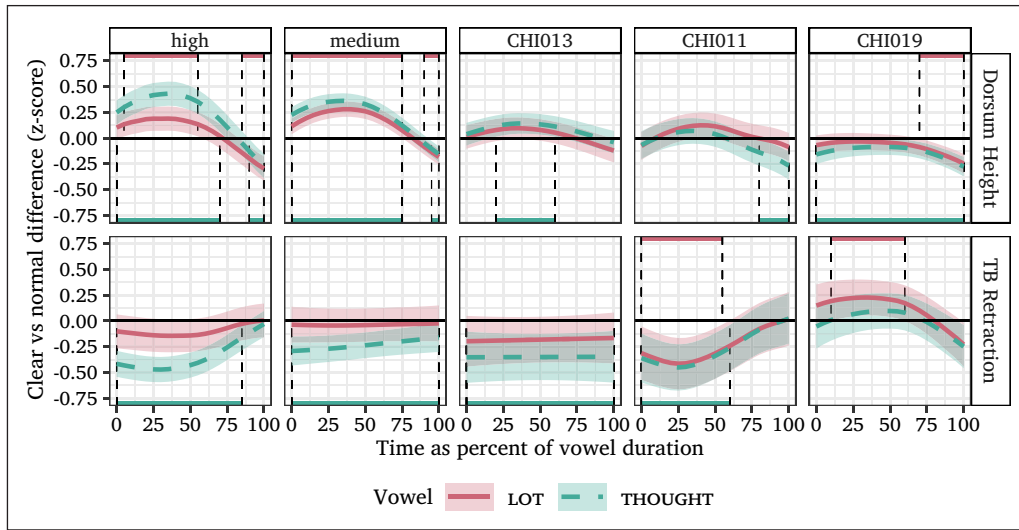 high medium CHI013 CHI011 CHI019
Clear vs normal difference (z-score)
0.75
0.50
0.25
0.00
-0.25
-0.50
-0.75
Dorsum Height
0.75
0.50
0.25
0.00
-0.25
-0.50
-0.75
TB Retraction
0 25 50 75 100 0 25 50 75 100 0 25 50 75 100 0 25 50 75 100 0 25 50 75 100
Time as percent of vowel duration
Vowel LOT THOUGHT